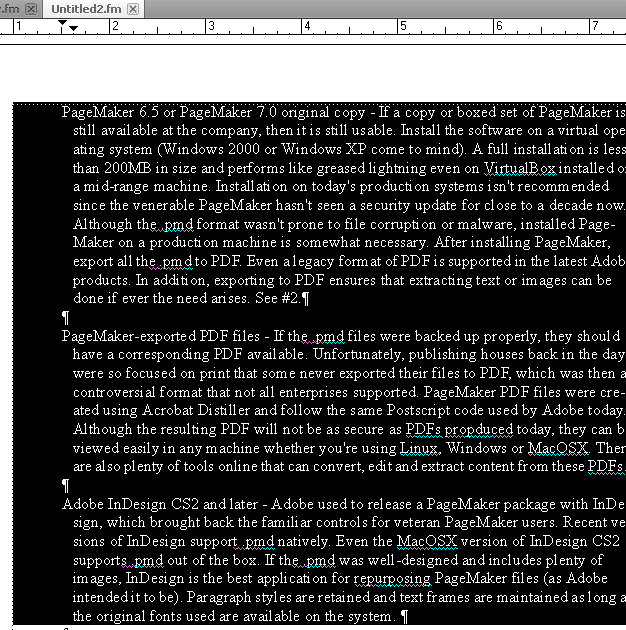 .fm Untitled2.fm
1 2 3 4 5 6 7
PageMaker 6.5 or PageMaker 7.0 original copy - If a copy or boxed set of PageMaker is
still available at the company, then it is still usable. Install the software on a virtual ope
ating system (Windows 2000 or Windows XP come to mind). A full installation is less
than 200MB in size and performs like greased lightning even on VirtualBox installed o
a mid-range machine. Installation on today's production systems isn't recommended
since the venerable PageMaker hasn't seen a security update for close to a decade now.
Although the .pmd format wasn't prone to file corruption or malware, installed Page-
Maker on a production machine is somewhat necessary. After installing PageMaker,
export all the .pmd to PDF. Even a legacy format of PDF is supported in the latest Adob
products. In addition, exporting to PDF ensures that extracting text or images can be
done if ever the need arises. See #2.¶
¶
PageMaker-exported PDF files - If the .pmd files were backed up properly, they should
have a corresponding PDF available. Unfortunately, publishing houses back in the day
were so focused on print that some never exported their files to PDF, which was then a
controversial format that not all enterprises supported. PageMaker PDF files were cre-
ated using Acrobat Distiller and follow the same Postscript code used by Adobe today.
Although the resulting PDF will not be as secure as PDFs propduced today, they can b
viewed easily in any machine whether you're using Linux, Windows or MacOSX. Ther
are also plenty of tools online that can convert, edit and extract content from these PDFs.
¶
Adobe InDesign CS2 and later - Adobe used to release a PageMaker package with InDe
sign, which brought back the familiar controls for veteran PageMaker users. Recent ve
sions of InDesign support .pmd natively. Even the MacOSX version of InDesign CS2
supports .pmd out of the box. If the .pmd was well-designed and includes plenty of
images, InDesign is the best application for repurposing PageMaker files (as Adobe
intended it to be). Paragraph styles are retained and text frames are maintained as long a
the original fonts used are available on the system. ¶